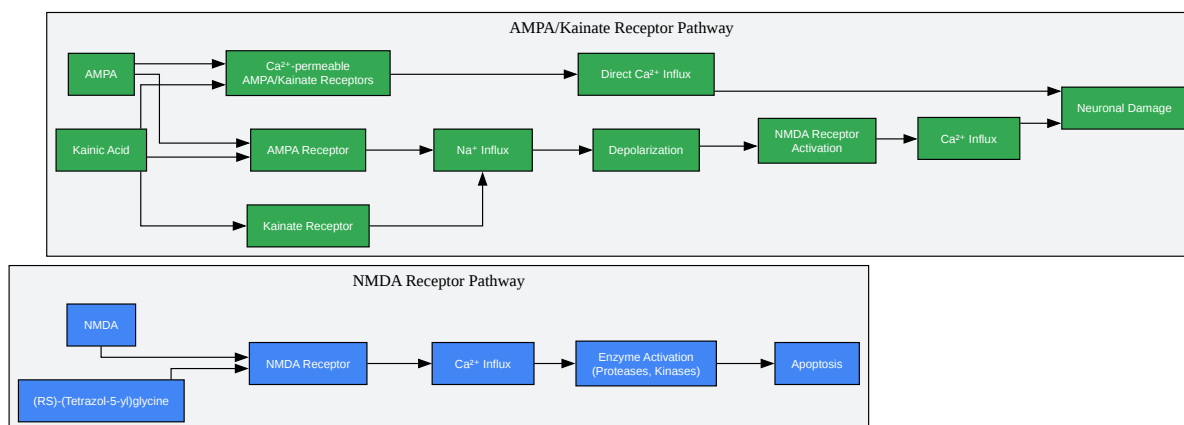 AMPA/Kainate Receptor Pathway
AMPA
Ca²⁺-permeable
AMPA/Kainate Receptors
Direct Ca²⁺ Influx
Neuronal Damage
Kainic Acid
AMPA Receptor
Na⁺ Influx
Depolarization
NMDA Receptor
Activation
Ca²⁺ Influx
Kainate Receptor
NMDA Receptor Pathway
NMDA
NMDA Receptor
Ca²⁺ Influx
Enzyme Activation
(Proteases, Kinases)
Apoptosis
(RS)-(Tetrazol-5-yl)glycine